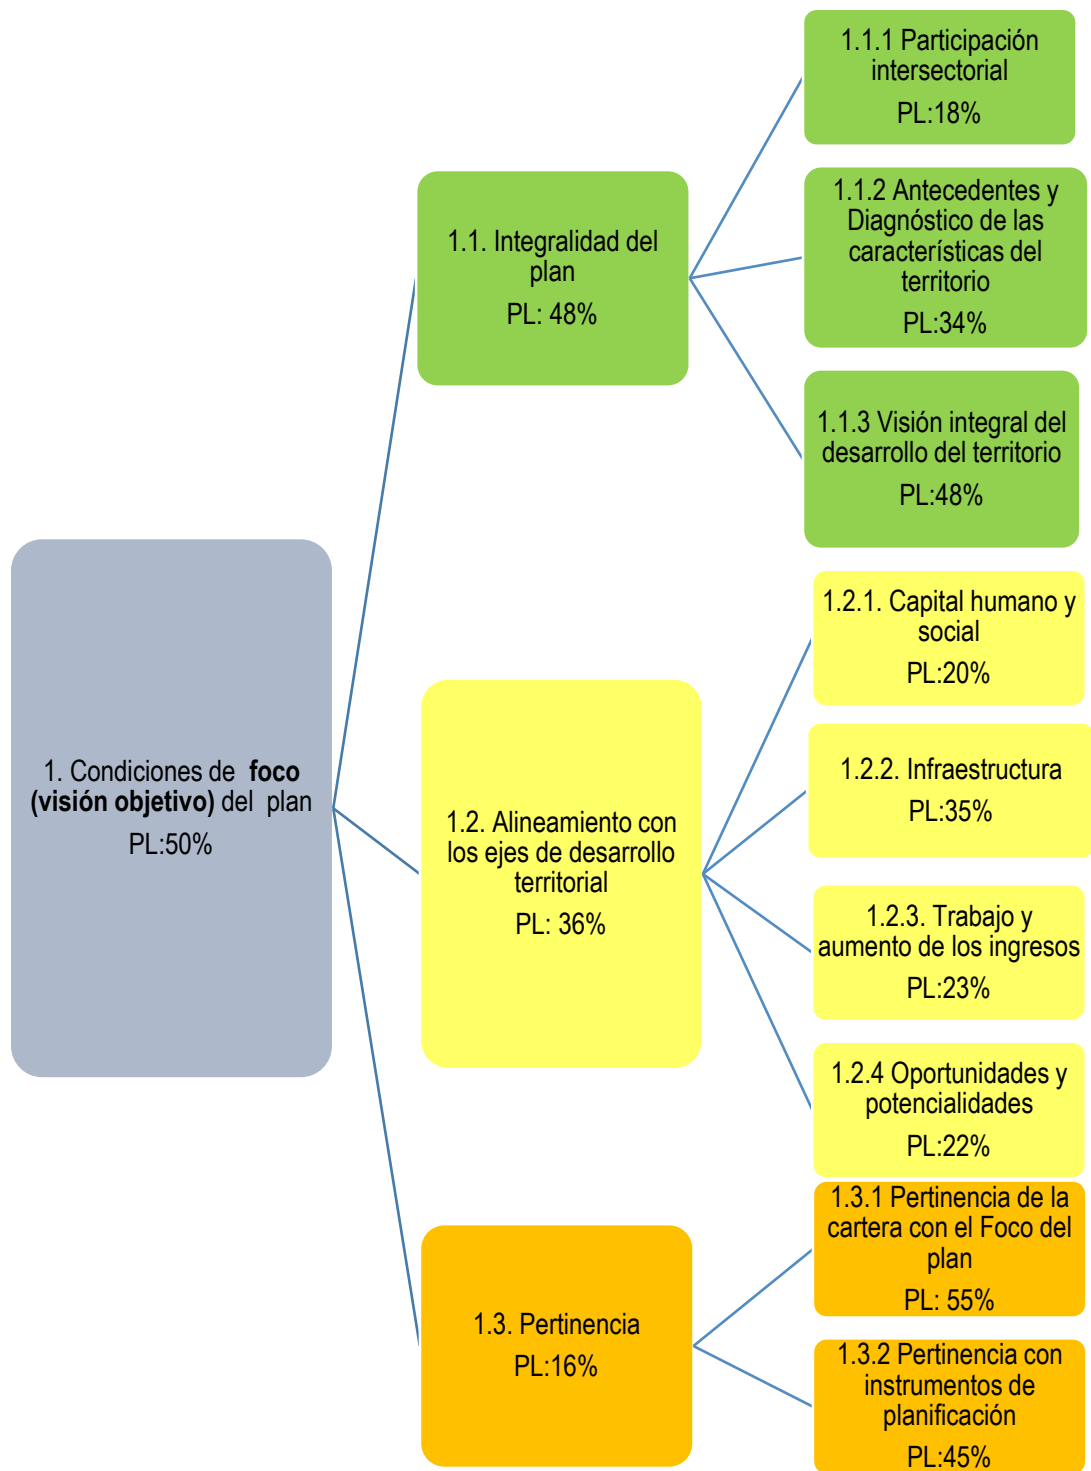 1. Condiciones de foco
(visión objetivo) del plan
PL:50%
1.1. Integralidad del
plan
PL: 48%
1.1.1 Participación
intersectorial
PL:18%
1.1.2 Antecedentes y
Diagnóstico de las
características del
territorio
PL:34%
1.1.3 Visión integral del
desarrollo del territorio
PL:48%
1.2. Alineamiento con
los ejes de desarrollo
territorial
PL: 36%
1.2.1. Capital humano y
social
PL:20%
1.2.2. Infraestructura
PL:35%
1.2.3. Trabajo y
aumento de los ingresos
PL:23%
1.2.4 Oportunidades y
potencialidades
PL:22%
1.3. Pertinencia
PL:16%
1.3.1 Pertinencia de la
cartera con el Foco del
plan
PL: 55%
1.3.2 Pertinencia con
instrumentos de
planificación
PL:45%